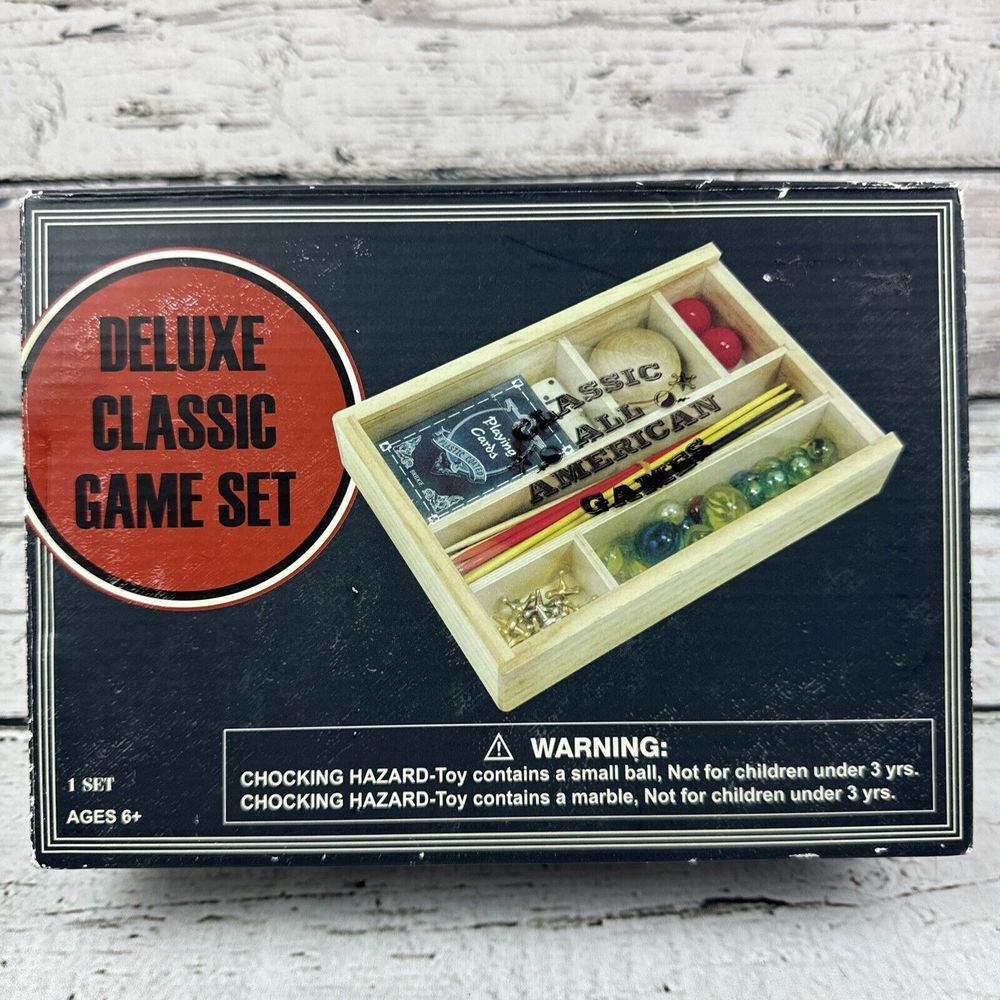 DELUXE
CLASSIC
GAME SET
Playing
Cards
CLASSIC
ALL
AMERICAN
GAMES
WARNING:
CHOCKING HAZARD-Toy contains a small ball, Not for children under 3 yrs.
CHOCKING HAZARD-Toy contains a marble, Not for children under 3 yrs.
1 SET
AGES 6+